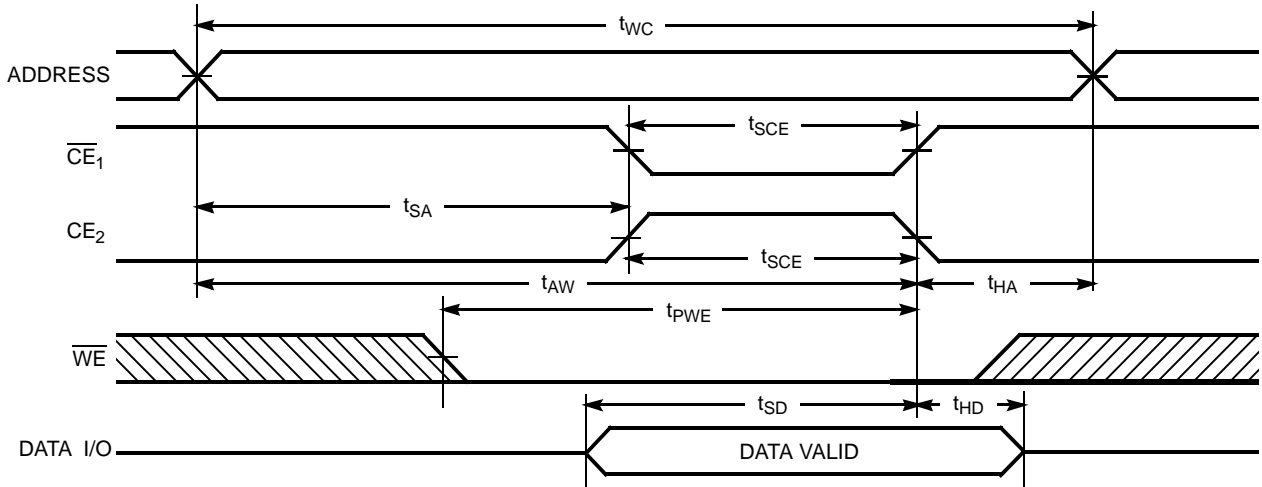 tWC
ADDRESS
tSCE
CE1
tSA
CE2
tSCE
tAW
tHA
tPWE
WE
tSD
tHD
DATA I/O
DATA VALID